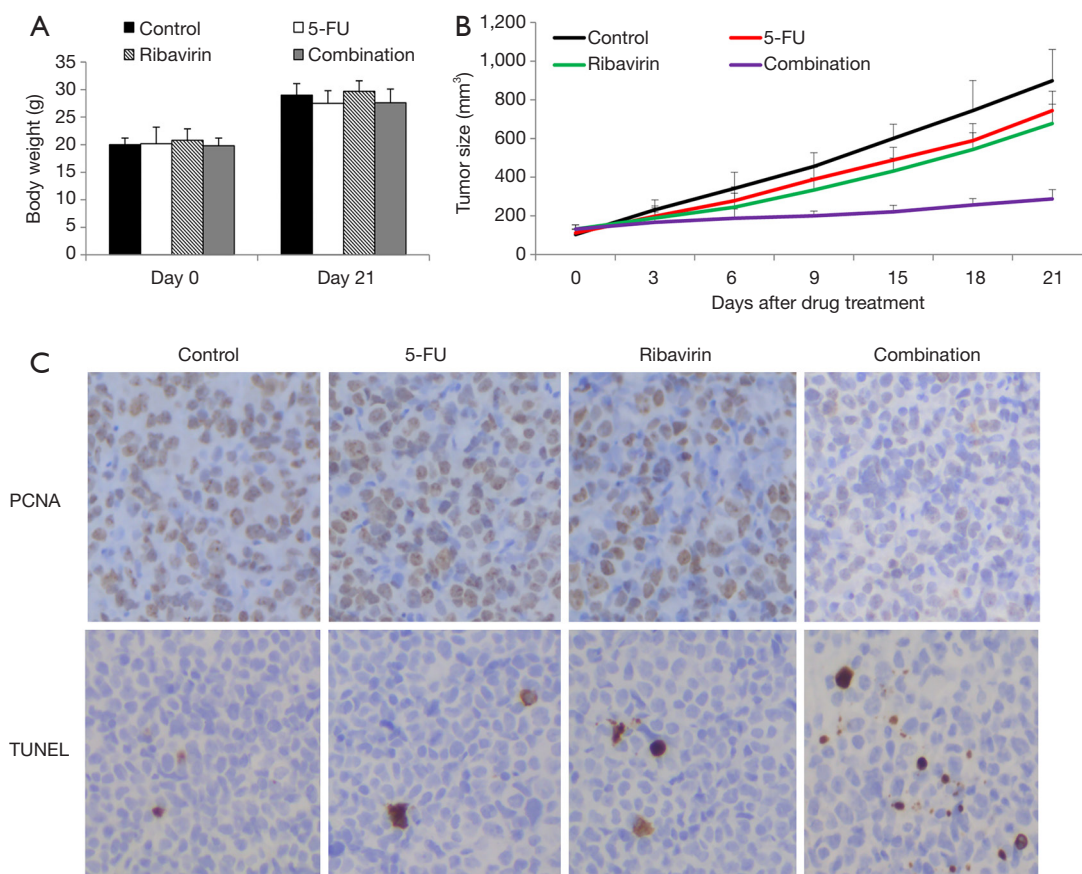 A
Control
5-FU
Ribavirin
Combination
Body weight (g)
40
35
30
25
20
15
10
5
0
Day 0
Day 21
B
Control
5-FU
Ribavirin
Combination
Tumor size (mm³)
1,200
1,000
800
600
400
200
0
0 3 6 9 15 18 21
Days after drug treatment
C
Control 5-FU Ribavirin Combination
PCNA
TUNEL